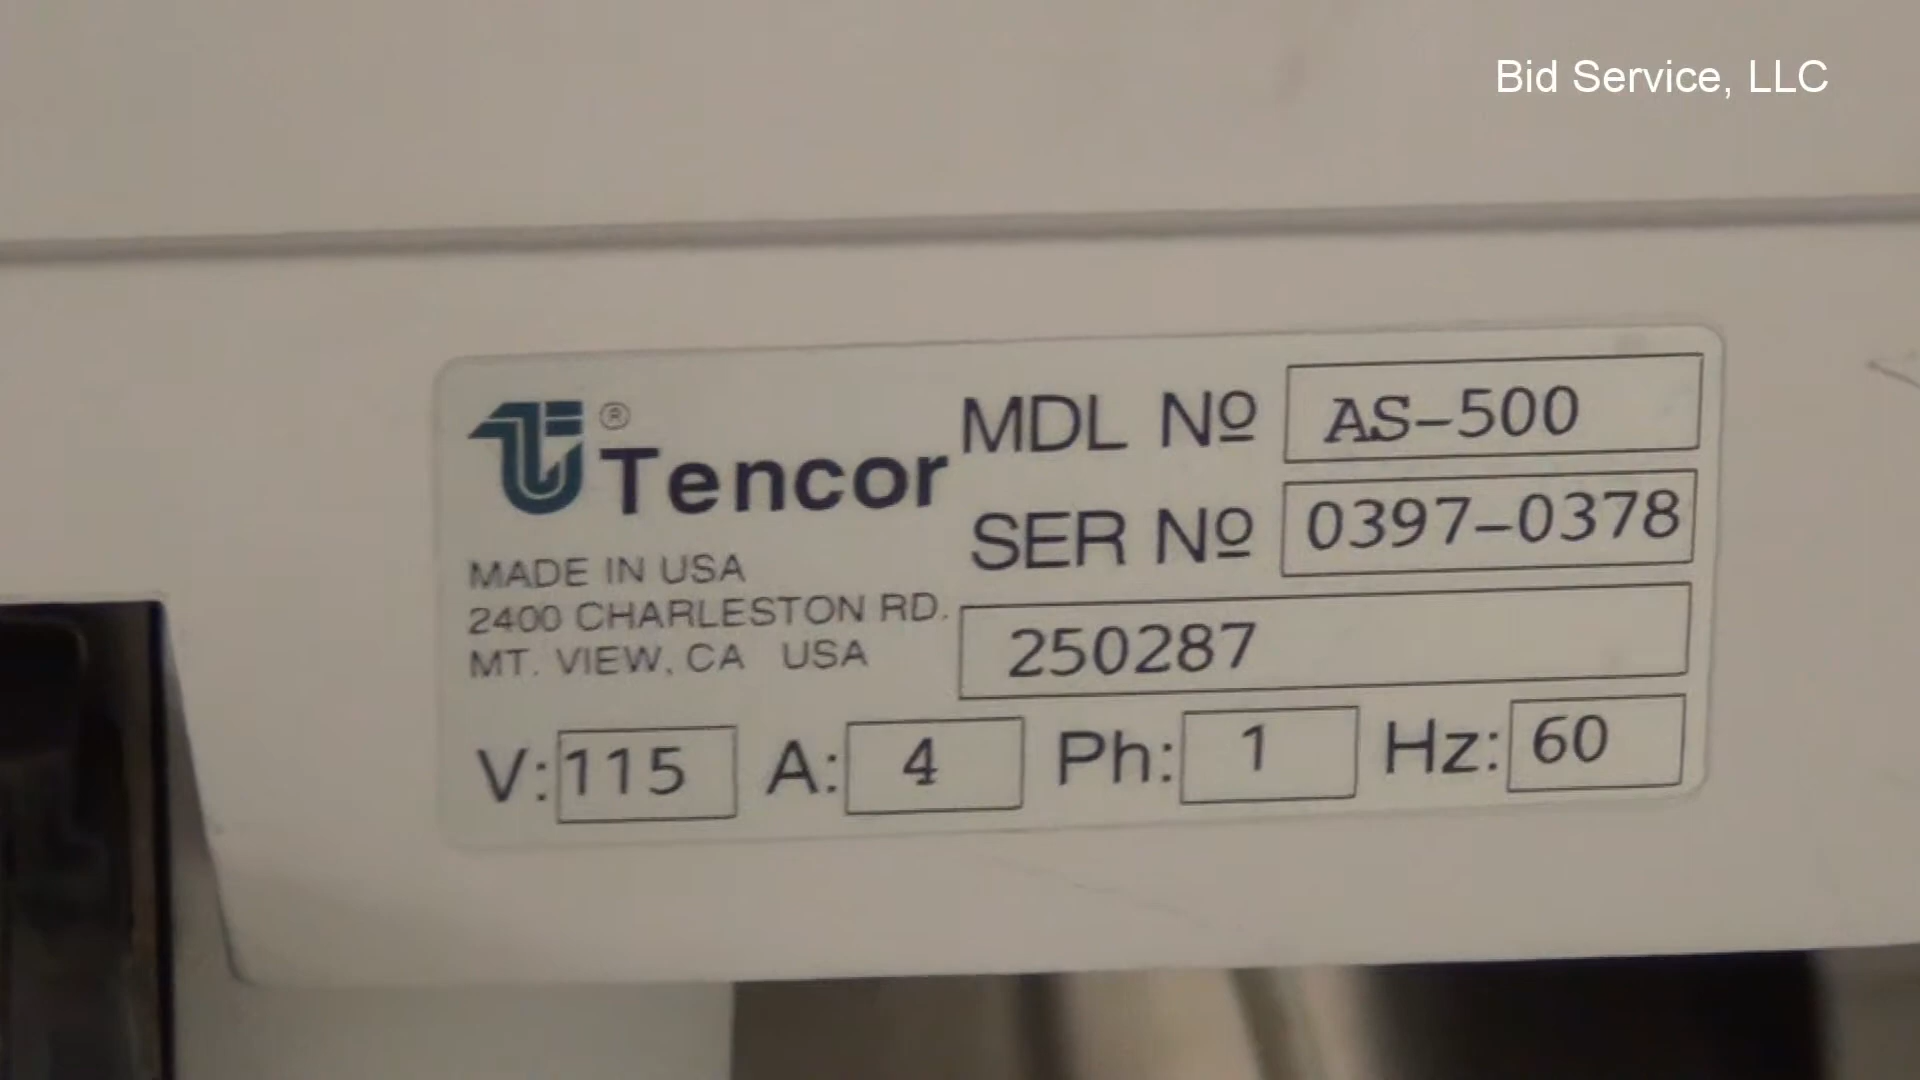 Bid Service, LLC
® Tencor
MADE IN USA
2400 CHARLESTON RD.
MT. VIEW, CA USA
MDL Nº AS-500
SER Nº 0397-0378
250287
V: 115 A: 4 Ph: 1 Hz: 60